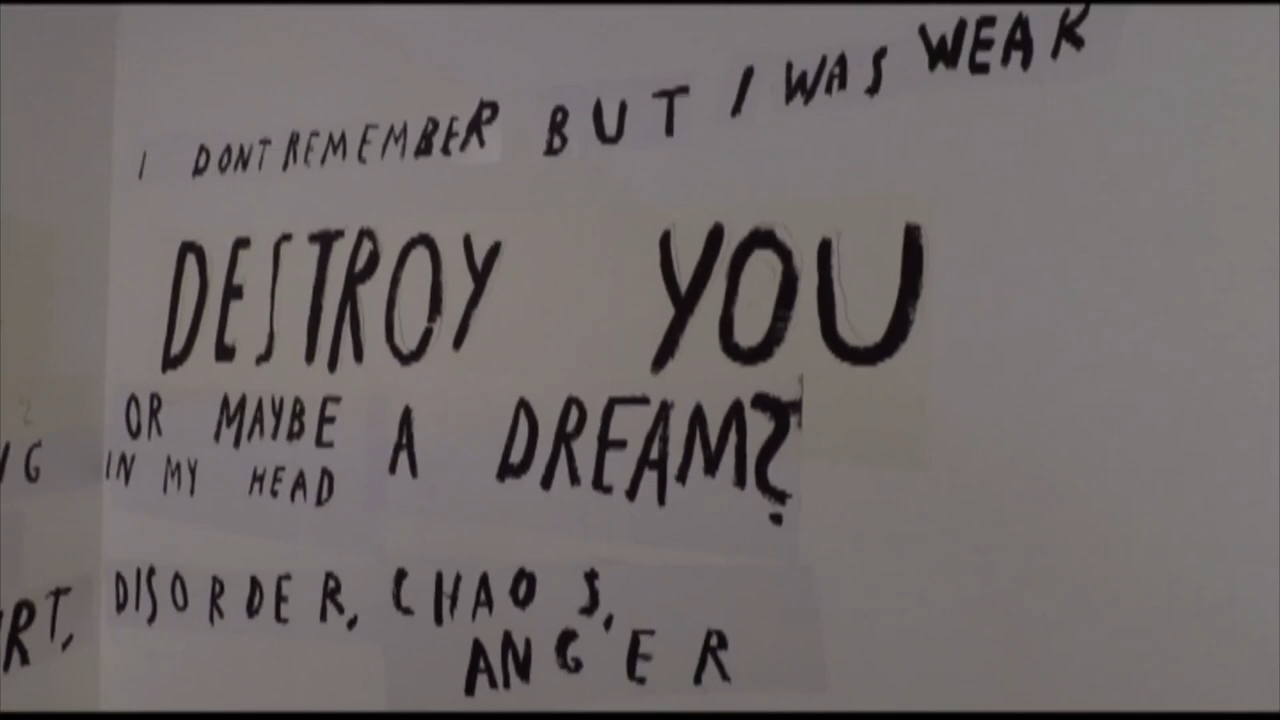 I DONT REMEMBER BUT I WAS WEAK
DESTROY YOU
OR MAYBE
IN MY HEAD
A DREAM?
DISORDER, CHAOS,
ANGER